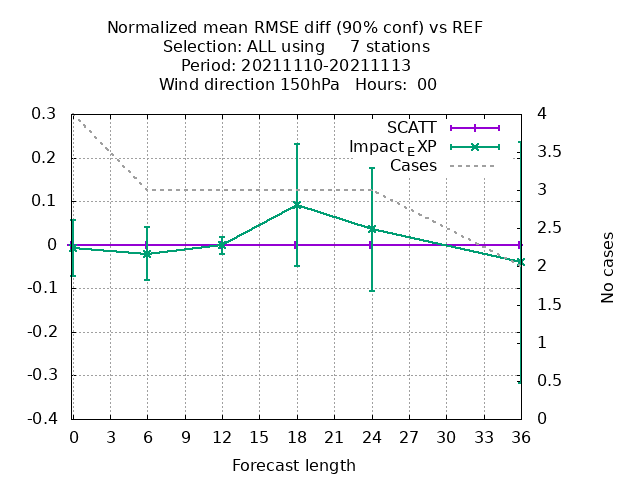 Normalized mean RMSE diff (90% conf) vs REF
Selection: ALL using     7 stations
Period: 20211110-20211113
Wind direction 150hPa   Hours:  00
SCATT
Impact_EXP
Cases
0.3
0.2
0.1
0
-0.1
-0.2
-0.3
-0.4
4
3.5
3
2.5
2
1.5
1
0.5
0
No cases
0 3 6 9 12 15 18 21 24 27 30 33 36
Forecast length